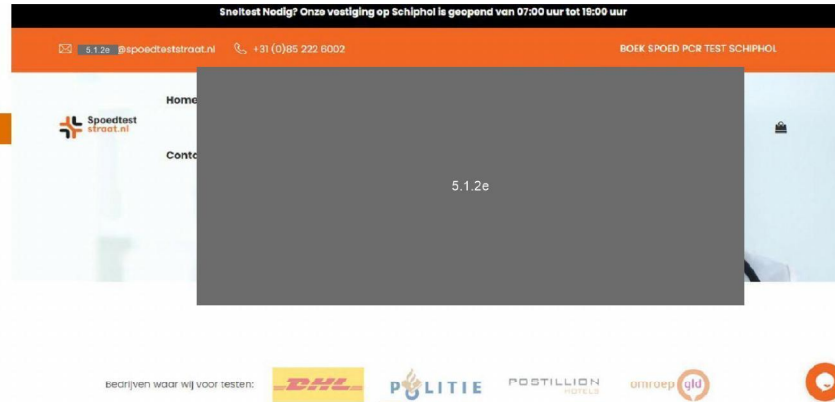 Sneltest Nodig? Onze vestiging op Schiphol is geopend van 07:00 uur tot 19:00 uur
5.1.2e @spoedteststraat.nl +31 (0)85 222 6002 BOEK SPOED PCR TEST SCHIPHOL
Home
Spoedtest
straat.nl
Conta
5.1.2e
Bedrijven waar wij voor testen: DHL POLITIE POSTILLION HOTELS omroep gld